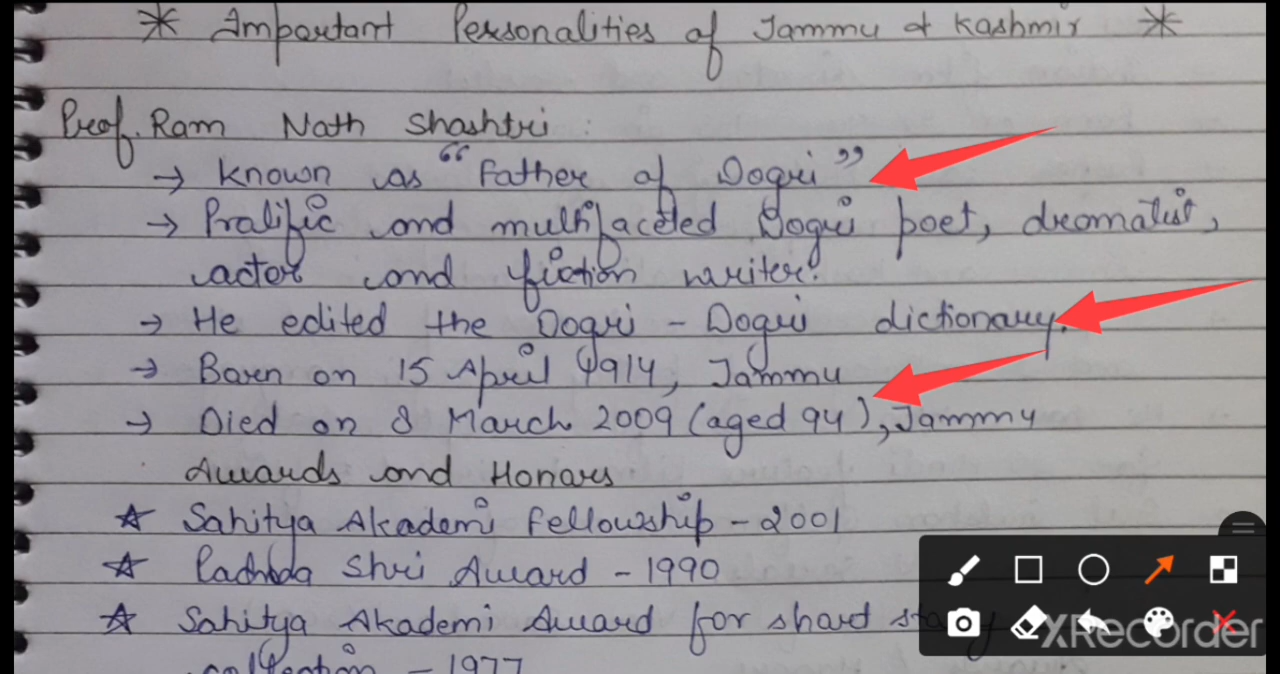 * Important Personalities of Jammu & Kashmir *
Prof. Ram Nath Shashtri :
→ Known as "Father of Dogri"
→ Prolific and multifaceted Dogri poet, dramatist,
actor and fiction writer.
→ He edited the Dogri - Dogri dictionary.
→ Born on 15 April 1914, Jammu
→ Died on 8 March 2009 (aged 94), Jammy
Awards and Honors
☆ Sahitya Akademi Fellowship - 2001
☆ Padhda Shri Award - 1990
☆ Sahitya Akademi Award for short story
collection - 1977
XRecorder